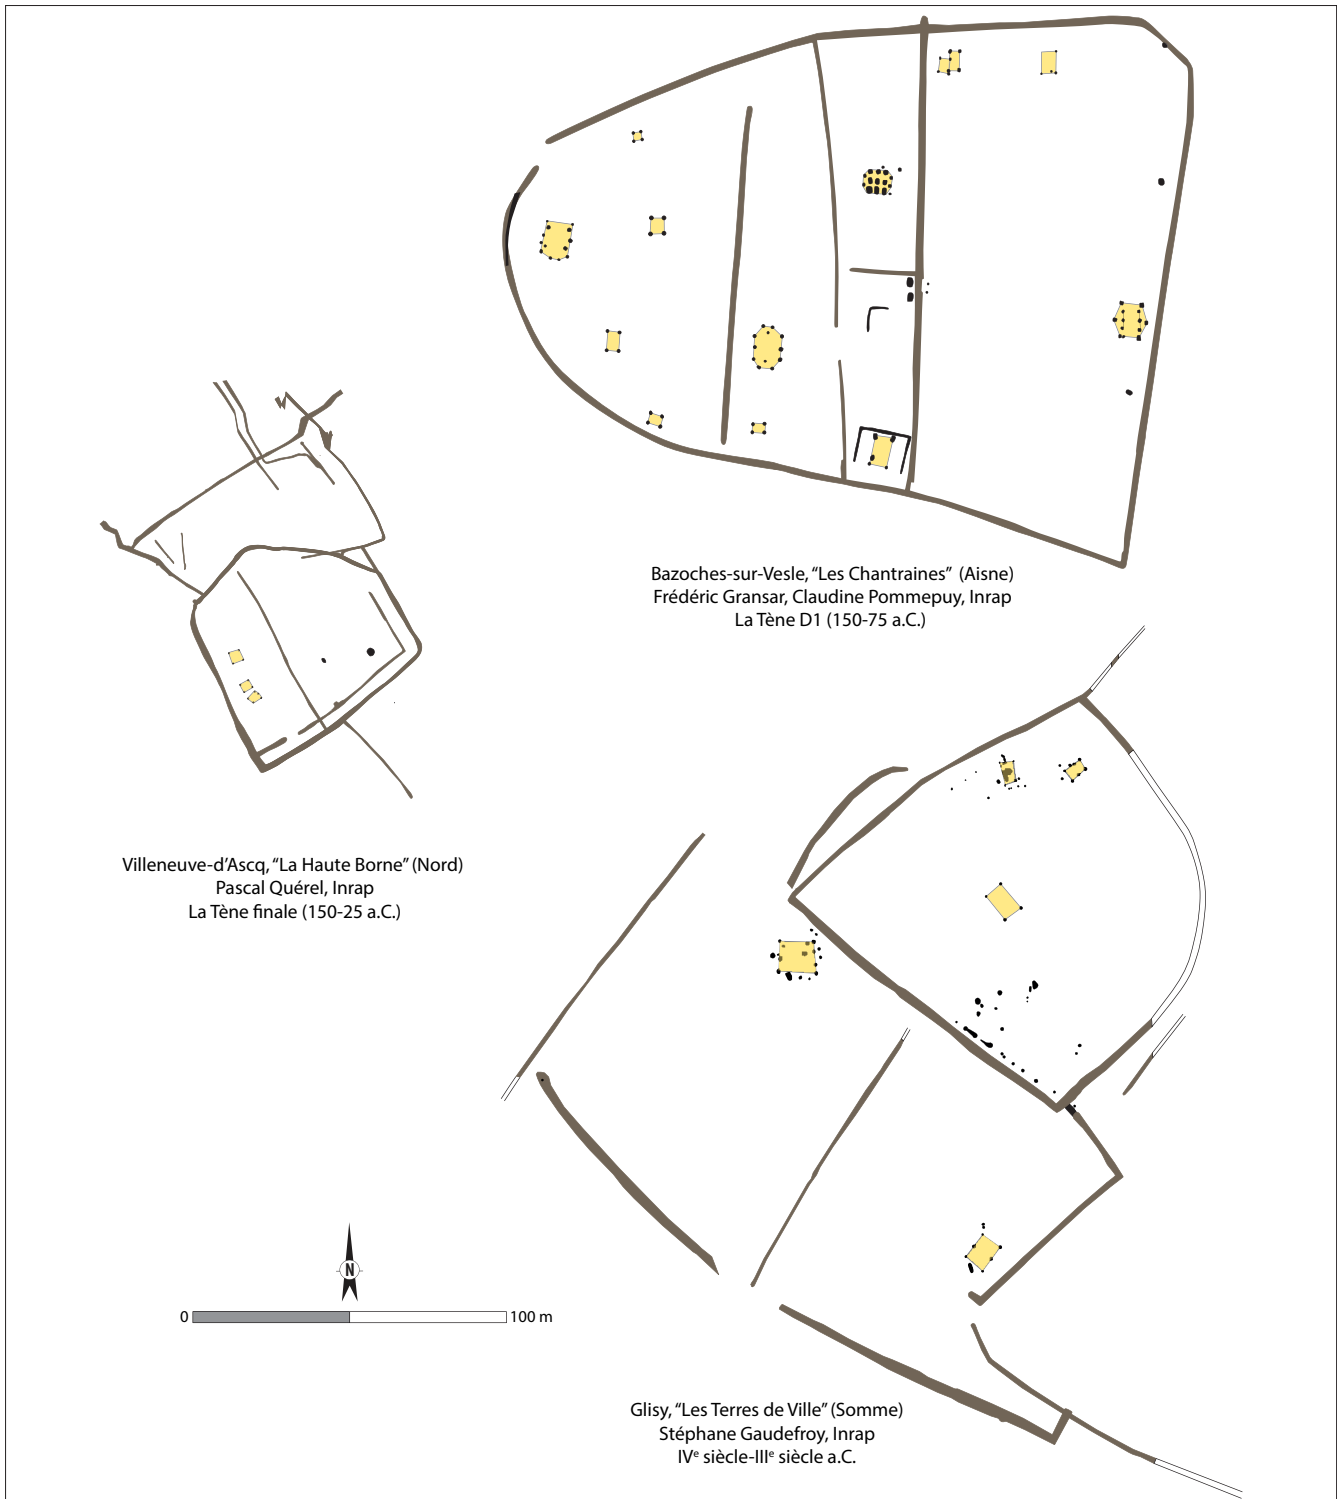 Bazoches-sur-Vesle, “Les Chantraines” (Aisne)
Frédéric Gransar, Claudine Pommepuy, Inrap
La Tène D1 (150-75 a.C.)
Villeneuve-d’Ascq, “La Haute Borne” (Nord)
Pascal Quérel, Inrap
La Tène finale (150-25 a.C.)
N
0 100 m
Glisy, “Les Terres de Ville” (Somme)
Stéphane Gaudefroy, Inrap
IVe siècle-IIIe siècle a.C.